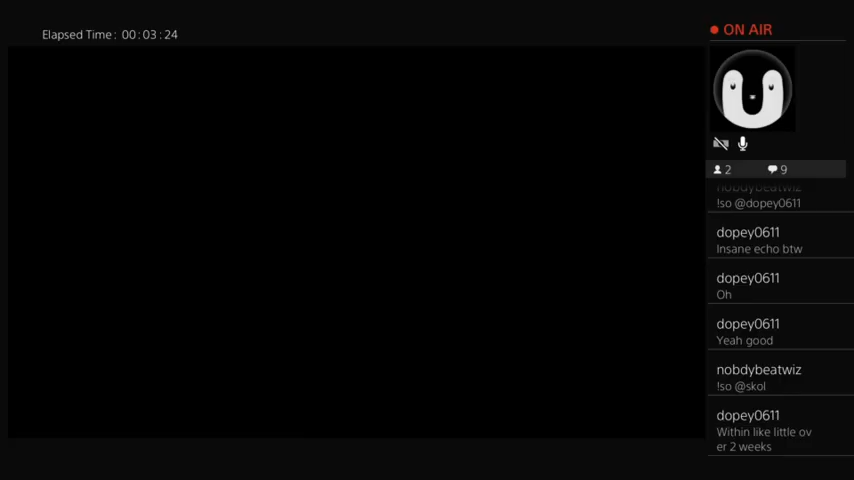 Elapsed Time: 00:03:24
ON AIR
2 9
nobdybeatwiz
!so @dopey0611
dopey0611
Insane echo btw
dopey0611
Oh
dopey0611
Yeah good
nobdybeatwiz
!so @skol
dopey0611
Within like little ov
er 2 weeks